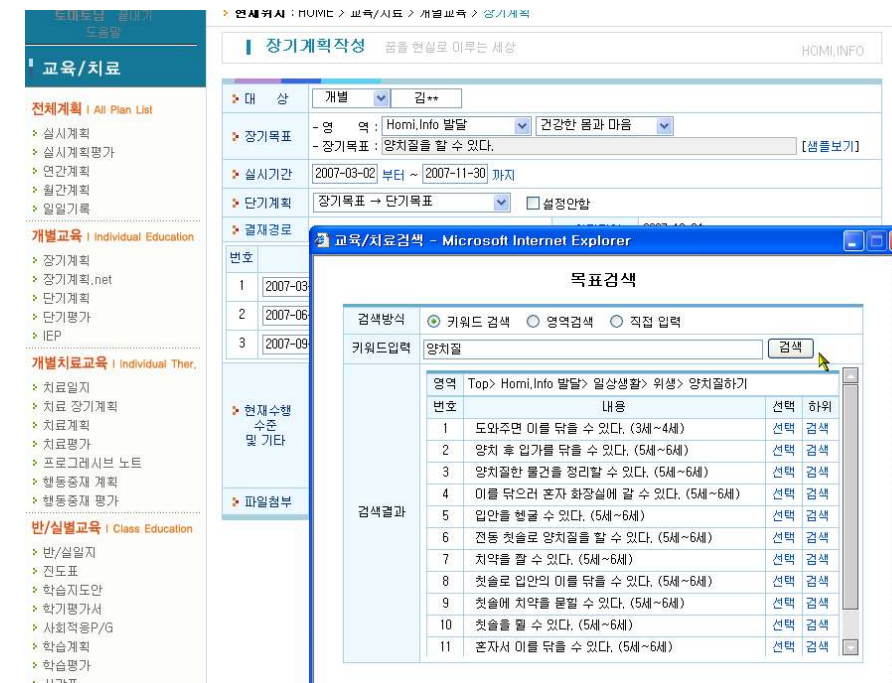 도움말
교육/치료
전체계획 | All Plan List
실시계획
실시계획평가
연간계획
월간계획
일일기록
개별교육 | Individual Education
장기계획
장기계획.net
단기계획
단기평가
IEP
개별치료교육 | Individual Ther,
치료일지
치료 장기계획
치료계획
치료평가
프로그레시브 노트
행동중재 계획
행동중재 평가
반/실별교육 | Class Education
반/실일지
진도표
학습지도안
학기평가서
사회적응P/G
학습계획
학습평가
현재위치 : HOME > 교육/치료 > 개별교육 > 장기계획
장기계획작성 꿈을 현실로 이루는 세상 HOMI,INFO
대 상 개별 김**
장기목표 - 영 역 : Homi,Info 발달 건강한 몸과 마음
- 장기목표 : 양치질을 할 수 있다. [샘플보기]
실시기간 2007-03-02 부터 ~ 2007-11-30 까지
단기계획 장기목표 → 단기목표 설정안함
결재경로
번호
1 2007-03
2 2007-06
3 2007-09
현재수행
수준
및 기타
파일첨부
교육/치료검색 - Microsoft Internet Explorer
목표검색
검색방식 키워드 검색 영역검색 직접 입력
키워드입력 양치질 검색
검색결과
영역 Top> Homi,Info 발달> 일상생활> 위생> 양치질하기
번호 내용 선택 하위
1 도와주면 이를 닦을 수 있다. (3세~4세) 선택 검색
2 양치 후 입가를 닦을 수 있다. (5세~6세) 선택 검색
3 양치질한 물건을 정리할 수 있다. (5세~6세) 선택 검색
4 이를 닦으러 혼자 화장실에 갈 수 있다. (5세~6세) 선택 검색
5 입안을 헹굴 수 있다. (5세~6세) 선택 검색
6 전동 칫솔로 양치질을 할 수 있다. (5세~6세) 선택 검색
7 치약을 짤 수 있다. (5세~6세) 선택 검색
8 칫솔로 입안의 이를 닦을 수 있다. (5세~6세) 선택 검색
9 칫솔에 치약을 묻힐 수 있다. (5세~6세) 선택 검색
10 칫솔을 쥘 수 있다. (5세~6세) 선택 검색
11 혼자서 이를 닦을 수 있다. (5세~6세) 선택 검색